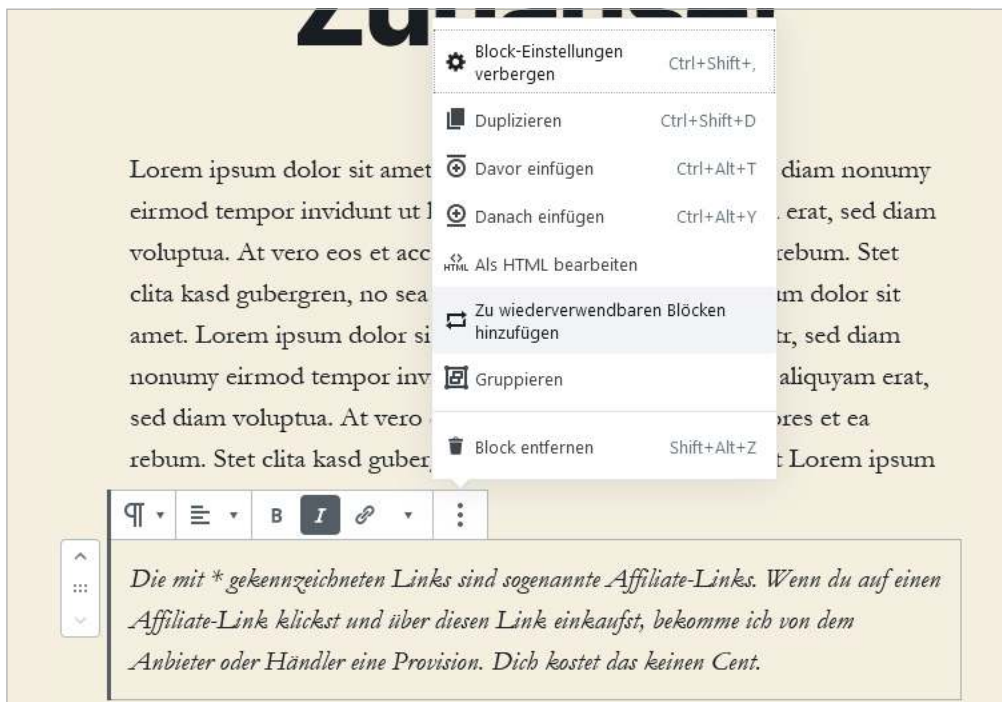 Zuhause!
Block-Einstellungen
verbergen
Ctrl+Shift+,
Duplizieren Ctrl+Shift+D
Davor einfügen Ctrl+Alt+T
Danach einfügen Ctrl+Alt+Y
HTML Als HTML bearbeiten
Zu wiederverwendbaren Blöcken
hinzufügen
Gruppieren
Block entfernen Shift+Alt+Z
Lorem ipsum dolor sit amet diam nonumy
eirmod tempor invidunt ut erat, sed diam
voluptua. At vero eos et acc rebum. Stet
clita kasd gubergren, no sea dolor sit
amet. Lorem ipsum dolor si sed diam
nonumy eirmod tempor inv aliquyam erat,
sed diam voluptua. At vero et ea
rebum. Stet clita kasd guber Lorem ipsum
B I
Die mit * gekennzeichneten Links sind sogenannte Affiliate-Links. Wenn du auf einen
Affiliate-Link klickst und über diesen Link einkaufst, bekomme ich von dem
Anbieter oder Händler eine Provision. Dich kostet das keinen Cent.